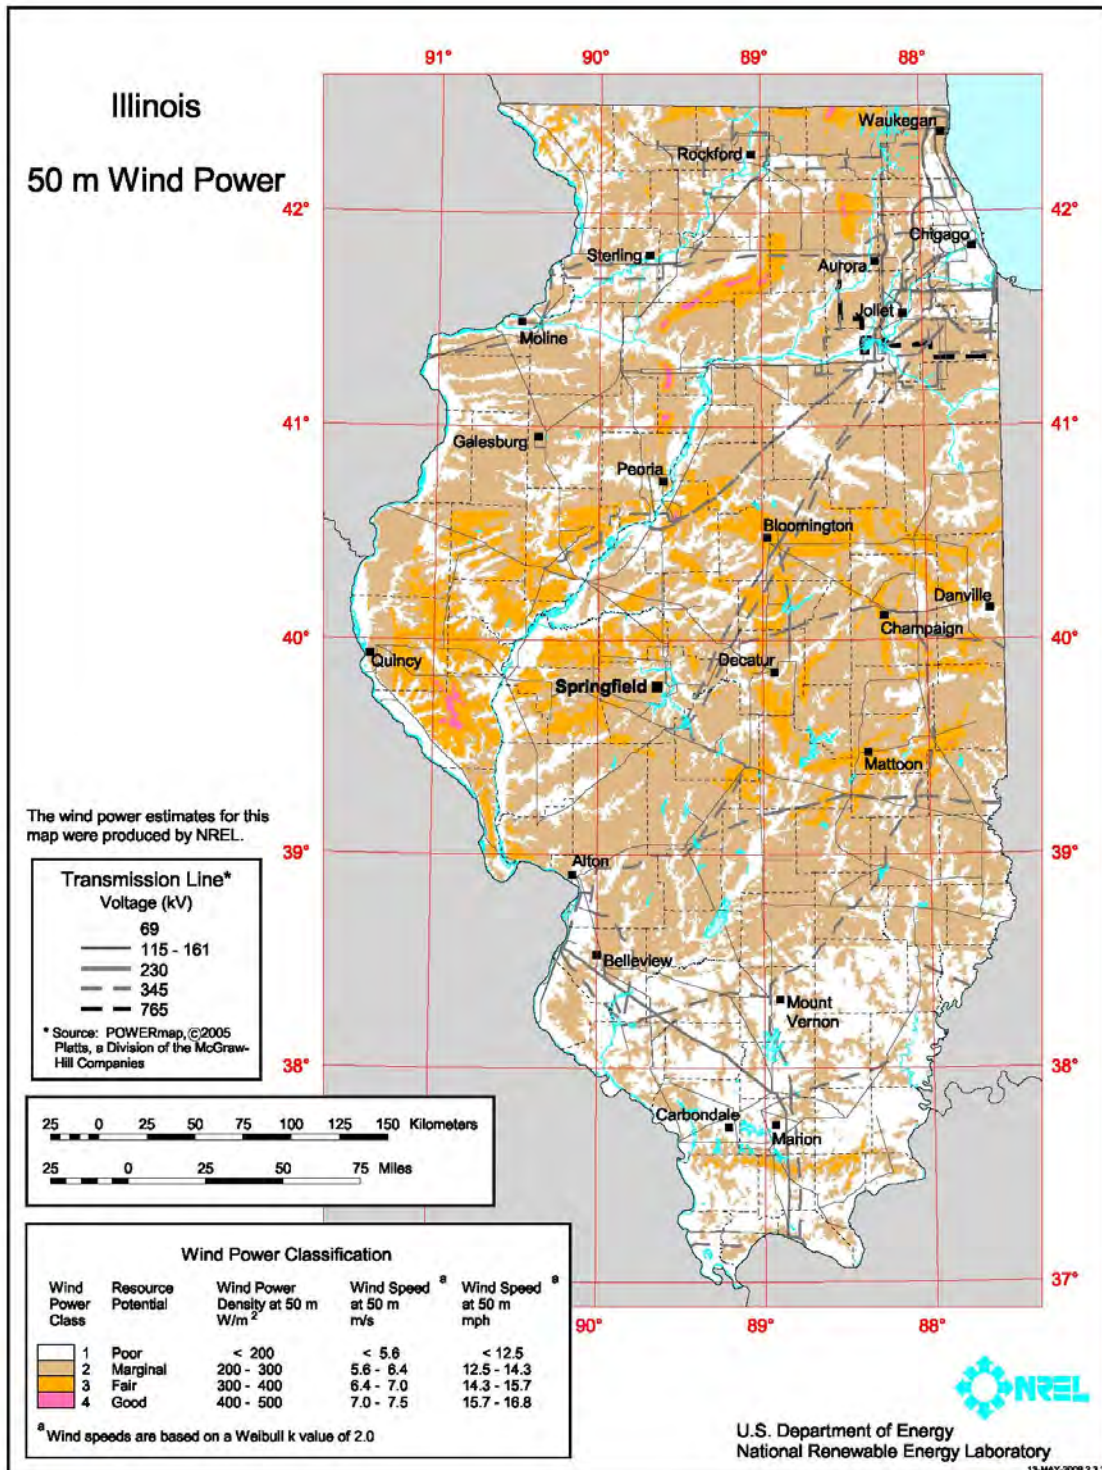 Illinois
50 m Wind Power
91° 90° 89° 88°
Waukegan
Rockford
42° 42°
Chigago
Sterling
Aurora
Joliet
Moline
41° 41°
Galesburg
Peoria
Bloomington
Danville
Champaign
40° 40°
Quincy
Decatur
Springfield
Mattoon
The wind power estimates for this
map were produced by NREL.
39° 39°
Alton
Transmission Line*
Voltage (kV)
69
115 - 161
230
345
765
* Source: POWERmap, ©2005
Platts, a Division of the McGraw-
Hill Companies
Belleview
Mount
Vernon
38° 38°
Carbondale
Marion
25 0 25 50 75 100 125 150 Kilometers
25 0 25 50 75 Miles
37°
90° 89° 88°
Wind Power Classification
Wind Resource Wind Power Wind Speed a Wind Speed a
Power Potential Density at 50 m at 50 m at 50 m
Class W/m 2 m/s mph
1 Poor < 200 < 5.6 < 12.5
2 Marginal 200 - 300 5.6 - 6.4 12.5 - 14.3
3 Fair 300 - 400 6.4 - 7.0 14.3 - 15.7
4 Good 400 - 500 7.0 - 7.5 15.7 - 16.8
a Wind speeds are based on a Weibull k value of 2.0
NREL
U.S. Department of Energy
National Renewable Energy Laboratory